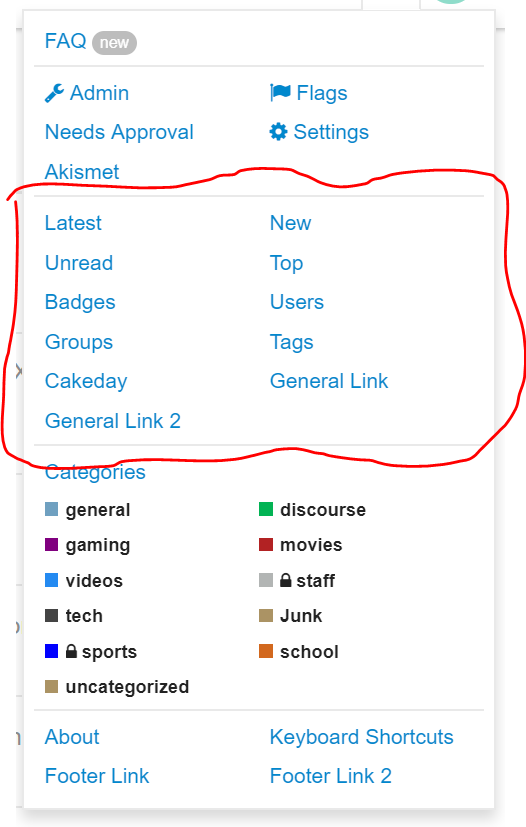 FAQ new
Admin Flags
Needs Approval Settings
Akismet
Latest New
Unread Top
Badges Users
Groups Tags
Cakeday General Link
General Link 2
Categories
general discourse
gaming movies
videos staff
tech Junk
sports school
uncategorized
About Keyboard Shortcuts
Footer Link Footer Link 2